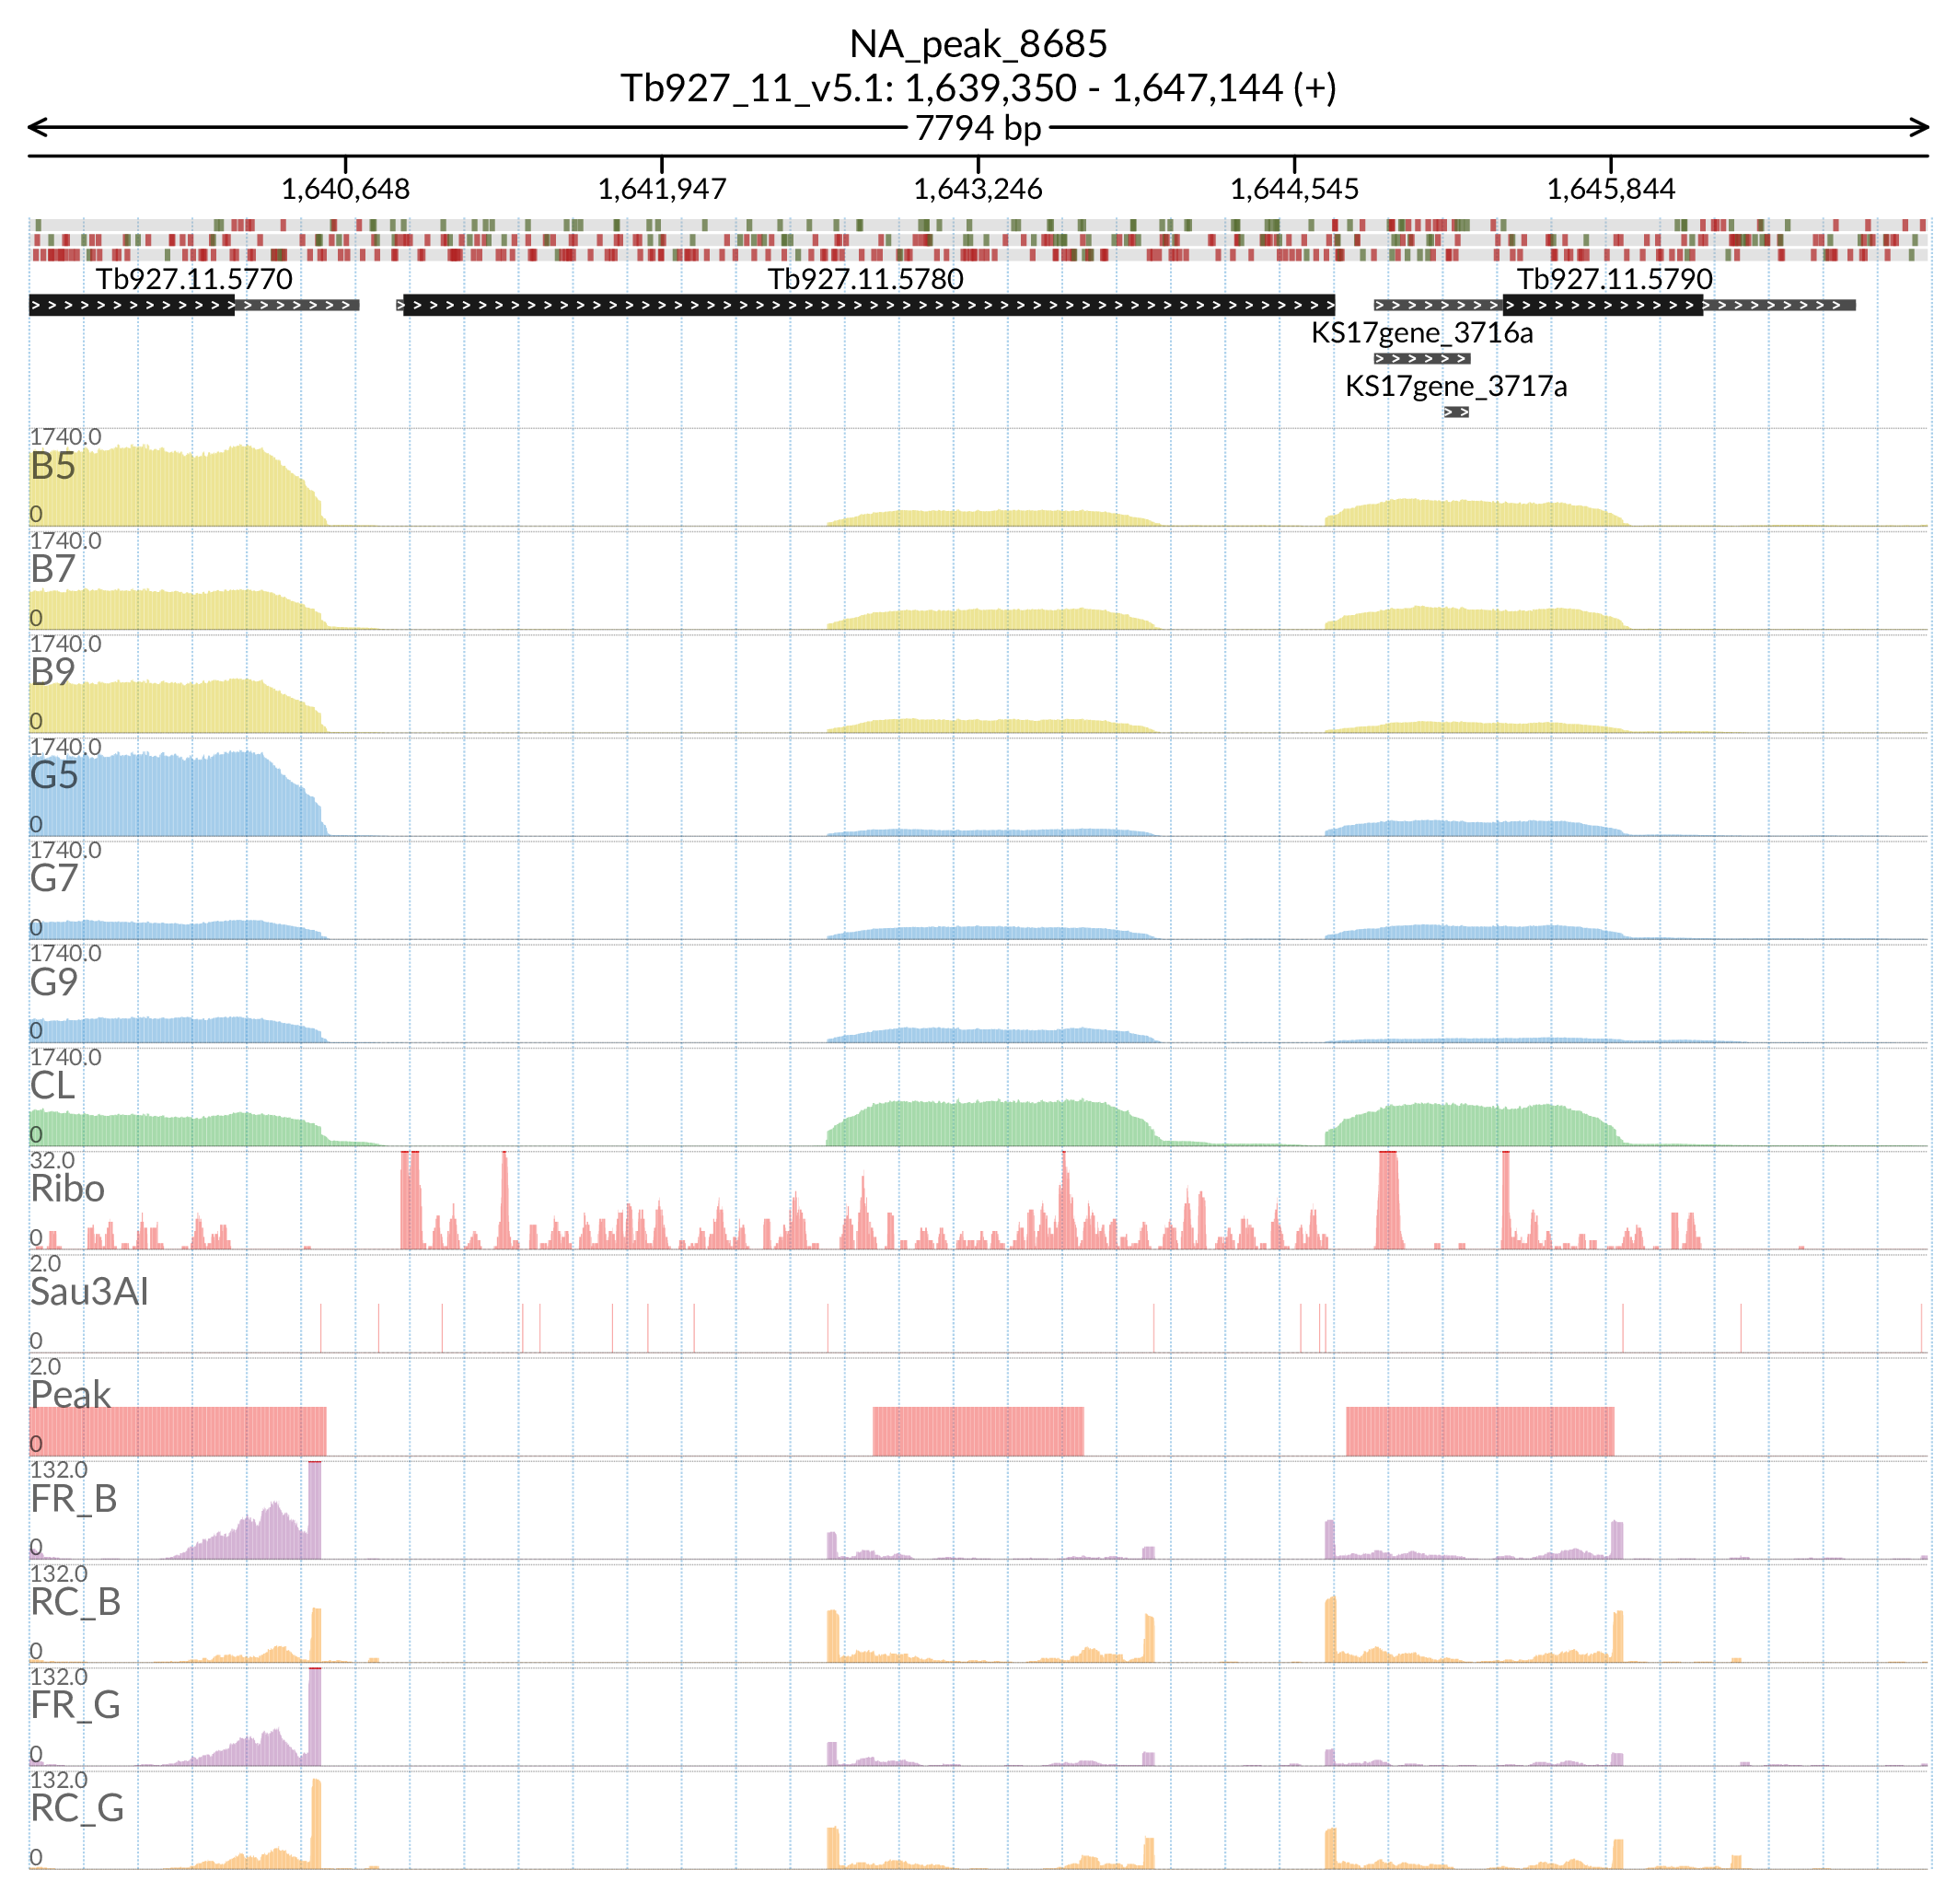 NA_peak_8685
Tb927_11_v5.1: 1,639,350 - 1,647,144 (+)
7794 bp
1,640,648 1,641,947 1,643,246 1,644,545 1,645,844
Tb927.11.5770 Tb927.11.5780 Tb927.11.5790
KS17gene_3716a
KS17gene_3717a
1740.0
B5
0
1740.0
B7
0
1740.0
B9
0
1740.0
G5
0
1740.0
G7
0
1740.0
G9
0
1740.0
CL
0
32.0
Ribo
0
2.0
Sau3AI
0
2.0
Peak
0
132.0
FR_B
0
132.0
RC_B
0
132.0
FR_G
0
132.0
RC_G
0